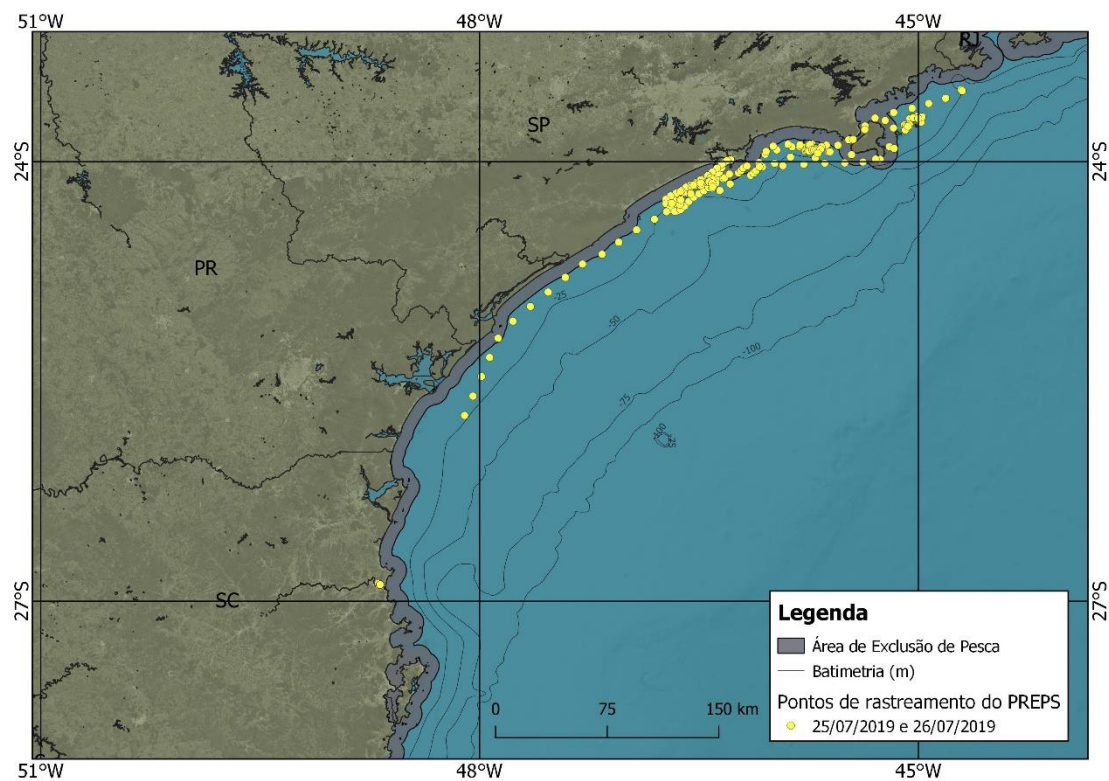 51°W 48°W 45°W
RJ
SP
24°S 24°S
PR
-25
-50
-100
-75
-100
-75
27°S 27°S
SC
Legenda
Área de Exclusão de Pesca
Batimetria (m)
Pontos de rastreamento do PREPS
25/07/2019 e 26/07/2019
0 75 150 km
51°W 48°W 45°W